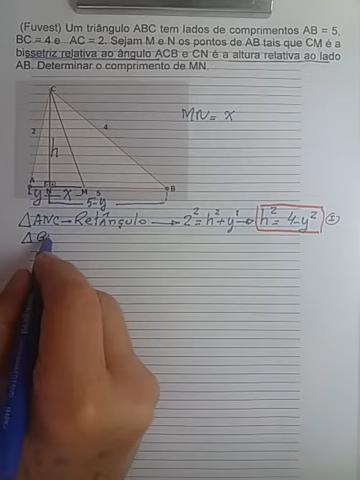 (Fuvest) Um triângulo ABC tem lados de comprimentos AB = 5,
BC = 4 e AC = 2. Sejam M e N os pontos de AB tais que CM é a
bissetriz relativa ao ângulo ACB e CN é a altura relativa ao lado
AB. Determinar o comprimento de MN.
MN = x
C
2
4
h
A
N
M
5
B
y
x
5-y
△ANC → Retângulo → 2² = h² + y² → h² = 4 - y² I
△